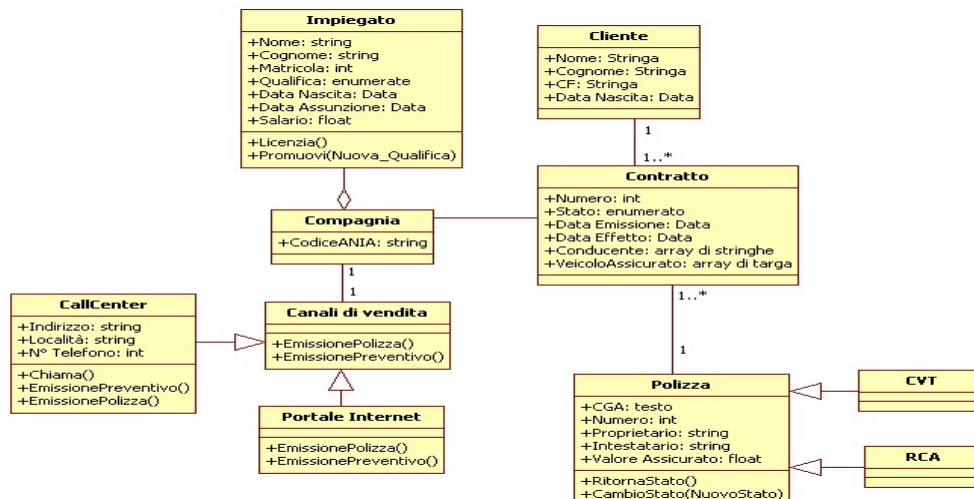 Impiegato
+Nome: string
+Cognome: string
+Matricola: int
+Qualifica: enumerate
+Data Nascita: Data
+Data Assunzione: Data
+Salario: float
+Licenzia()
+Promuovi(Nuova_Qualifica)
Cliente
+Nome: Stringa
+Cognome: Stringa
+CF: Stringa
+Data Nascita: Data
1
1..*
Contratto
+Numero: int
+Stato: enumerato
+Data Emissione: Data
+Data Effetto: Data
+Conducente: array di stringhe
+VeicoloAssicurato: array di targa
Compagnia
+CodiceANIA: string
1
1
Canali di vendita
+EmissionePolizza()
+EmissionePreventivo()
CallCenter
+Indirizzo: string
+Località: string
+N° Telefono: int
+Chiama()
+EmissionePreventivo()
+EmissionePolizza()
Portale Internet
+EmissionePolizza()
+EmissionePreventivo()
1..*
1
Polizza
+CGA: testo
+Numero: int
+Proprietario: string
+Intestatario: string
+Valore Assicurato: float
+RitornaStato()
+CambioStato(NuovoStato)
CVT
RCA